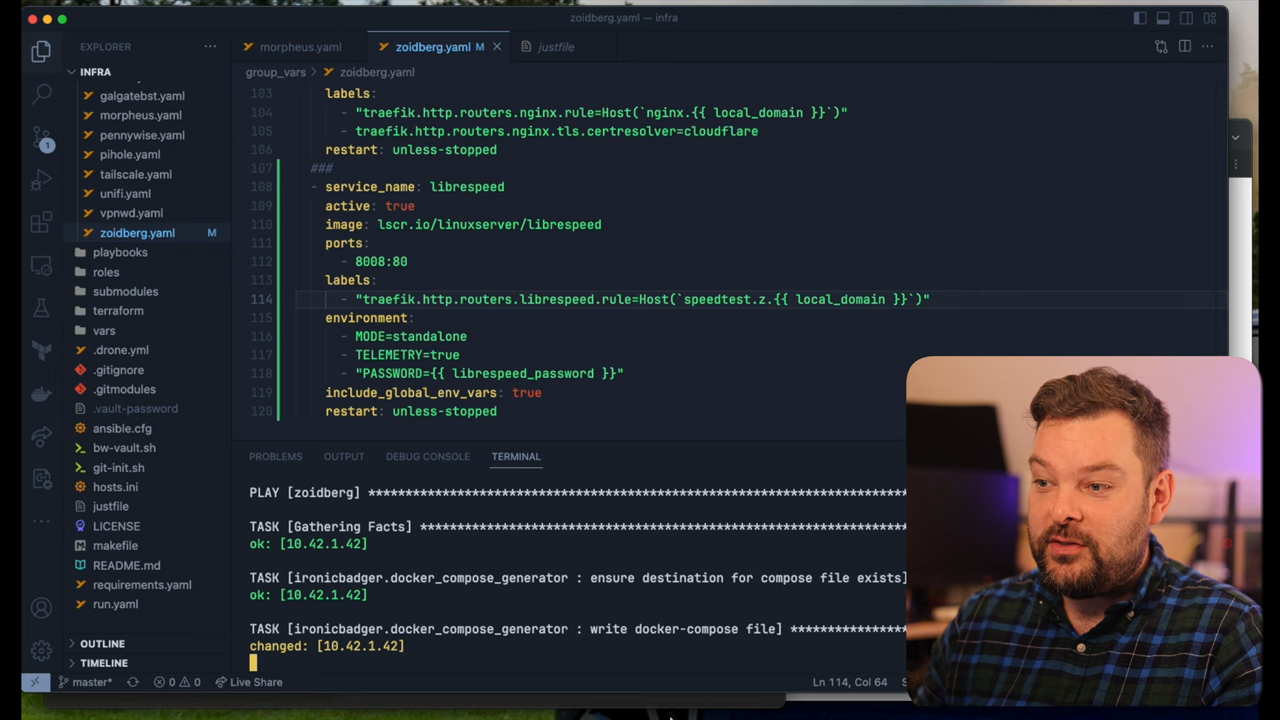 zoidberg.yaml — infra
EXPLORER
morpheus.yaml
zoidberg.yaml M
justfile
INFRA
group_vars > zoidberg.yaml
galgatebst.yaml
morpheus.yaml
pennywise.yaml
pihole.yaml
tailscale.yaml
unifi.yaml
vpnwd.yaml
zoidberg.yaml M
playbooks
roles
submodules
terraform
vars
.drone.yml
.gitignore
.gitmodules
.vault-password
ansible.cfg
bw-vault.sh
git-init.sh
hosts.ini
justfile
LICENSE
makefile
README.md
requirements.yaml
run.yaml
OUTLINE
TIMELINE
1
103 labels:
104 - "traefik.http.routers.nginx.rule=Host(`nginx.{{ local_domain }}`)"
105 - traefik.http.routers.nginx.tls.certresolver=cloudflare
106 restart: unless-stopped
107 ###
108 - service_name: librespeed
109 active: true
110 image: lscr.io/linuxserver/librespeed
111 ports:
112 - 8008:80
113 labels:
114 - "traefik.http.routers.librespeed.rule=Host(`speedtest.z.{{ local_domain }}`)"
115 environment:
116 - MODE=standalone
117 - TELEMETRY=true
118 - "PASSWORD={{ librespeed_password }}"
119 include_global_env_vars: true
120 restart: unless-stopped
PROBLEMS OUTPUT DEBUG CONSOLE TERMINAL
PLAY [zoidberg] ******************************************************
TASK [Gathering Facts] ***********************************************
ok: [10.42.1.42]
TASK [ironicbadger.docker_compose_generator : ensure destination for compose file exists]
ok: [10.42.1.42]
TASK [ironicbadger.docker_compose_generator : write docker-compose file] ***************
changed: [10.42.1.42]
master* 0 0 Live Share
Ln 114, Col 64